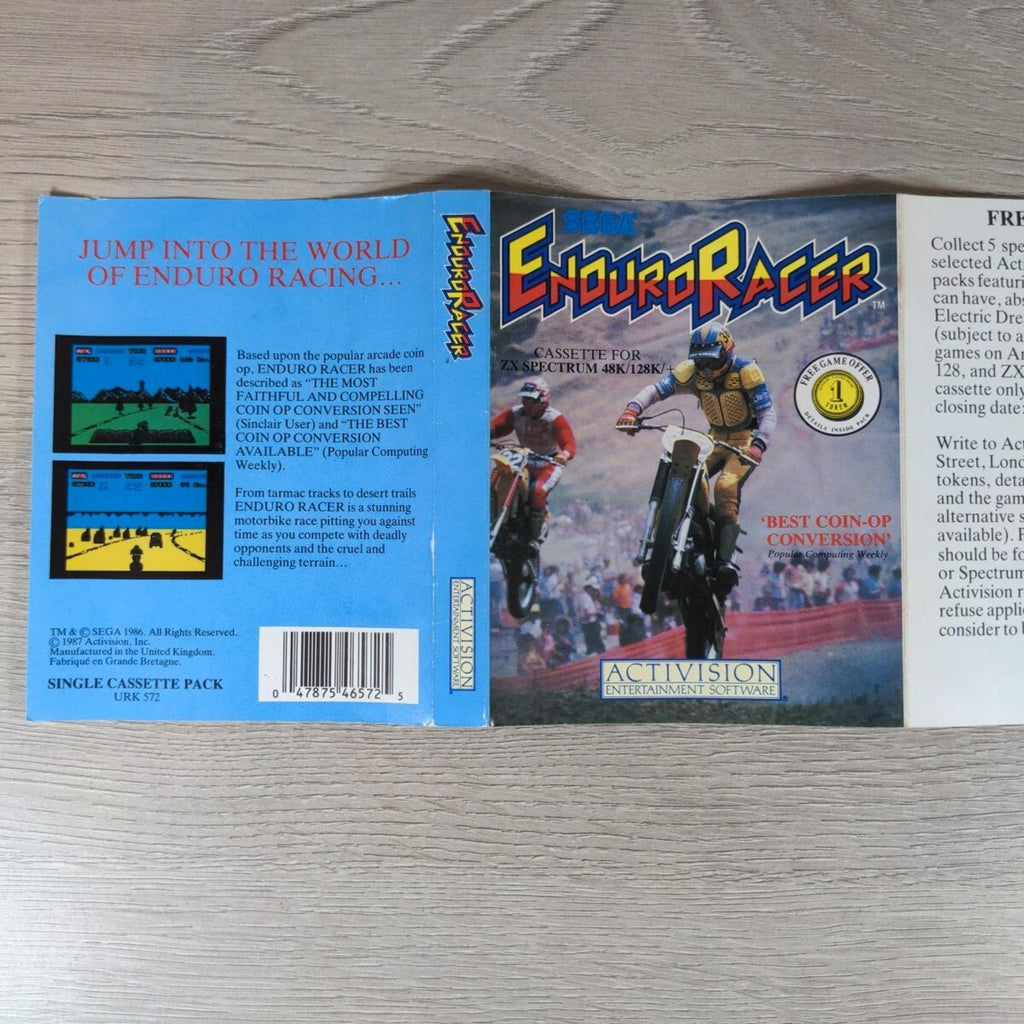 JUMP INTO THE WORLD
OF ENDURO RACING...
Based upon the popular arcade coin
op, ENDURO RACER has been
described as "THE MOST
FAITHFUL AND COMPELLING
COIN OP CONVERSION SEEN"
(Sinclair User) and "THE BEST
COIN OP CONVERSION
AVAILABLE" (Popular Computing
Weekly).
From tarmac tracks to desert trails
ENDURO RACER is a stunning
motorbike race pitting you against
time as you compete with deadly
opponents and the cruel and
challenging terrain...
TM & © SEGA 1986. All Rights Reserved.
© 1987 Activision, Inc.
Manufactured in the United Kingdom.
Fabriqué en Grande Bretagne.
SINGLE CASSETTE PACK
URK 572
0 47875 46572 5
ENDURO RACER
ACTIVISION
ENTERTAINMENT SOFTWARE
SEGA
ENDURO RACER™
CASSETTE FOR
ZX SPECTRUM 48K/128K/+
FREE GAME OFFER
1
TOKEN
DETAILS INSIDE PACK
'BEST COIN-OP
CONVERSION'
Popular Computing Weekly
ACTIVISION
ENTERTAINMENT SOFTWARE
FRE
Collect 5 spe
selected Acti
packs featuri
can have, abs
Electric Dre
(subject to a
games on Am
128, and ZX
cassette only
closing date:
Write to Act
Street, Lond
tokens, deta
and the gam
alternative s
available). P
should be fo
or Spectrum
Activision r
refuse applic
consider to b